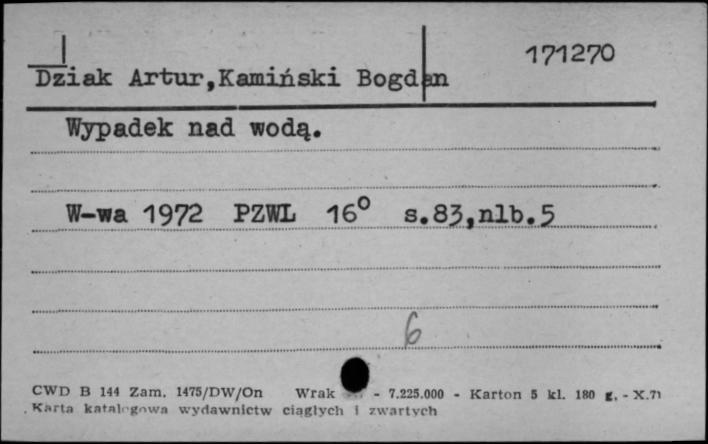 171270
Dziak Artur,Kamiński Bogdan
Wypadek nad wodą.
W-wa 1972 PZWL 16° s.83,nlb.5
6
CWD B 144 Zam. 1475/DW/On Wrak - 7.225.000 - Karton 5 kl. 180 g. - X.71
Karta katalogowa wydawnictw ciągłych i zwartych